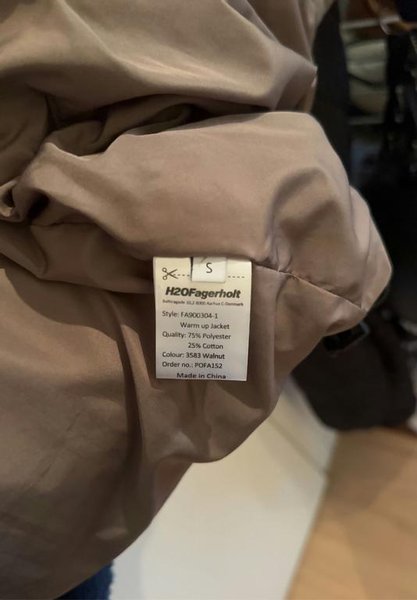 S
H2OFagerholt
Style: FA900304-1
Warm up Jacket
Quality: 75% Polyester
25% Cotton
Colour: 3583 Walnut
Order no.: POFA152
Made in China